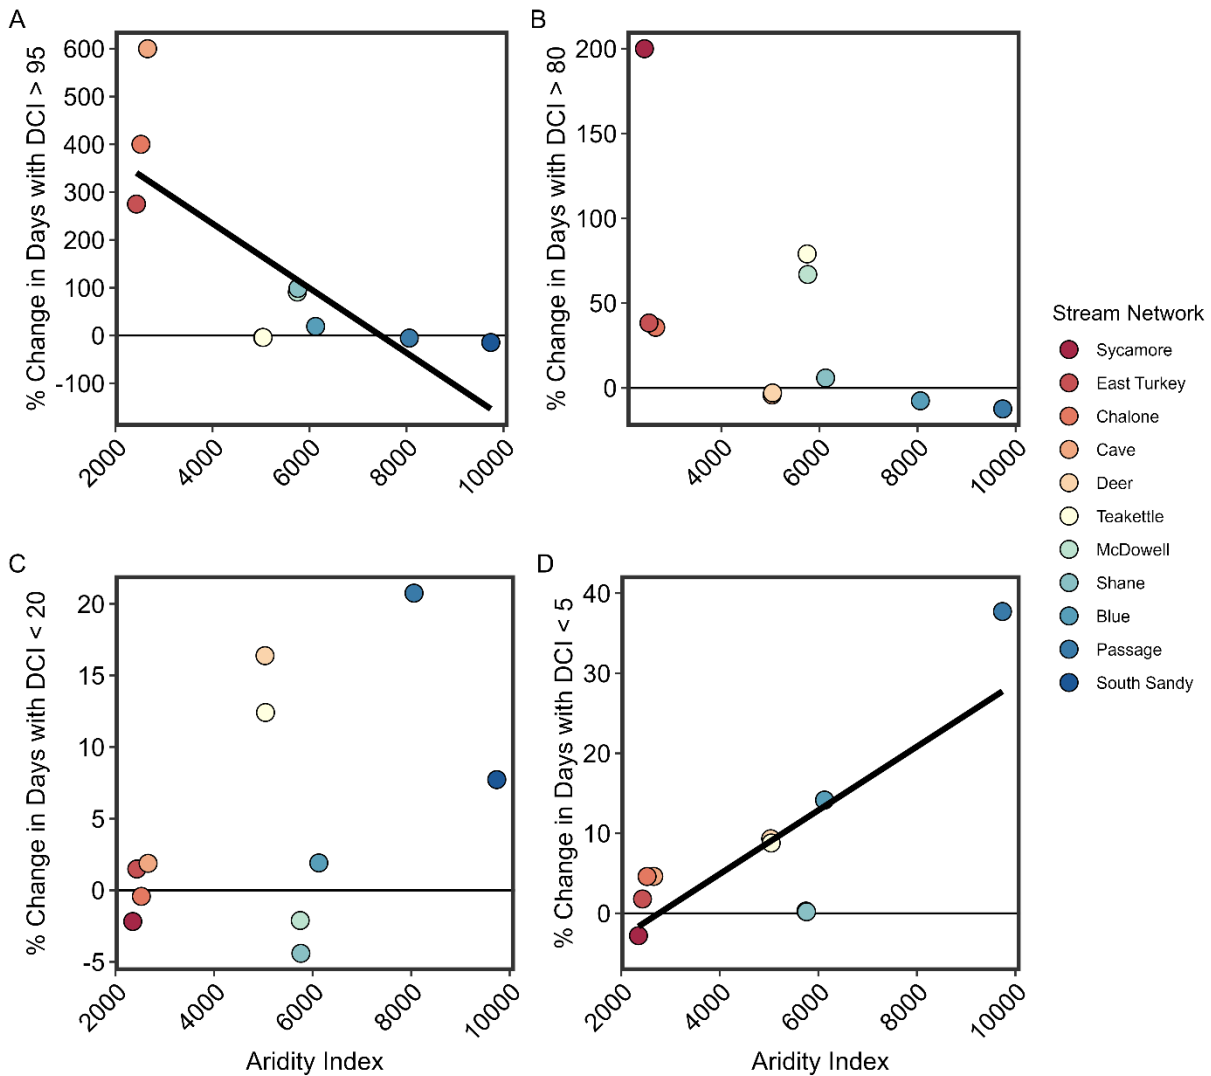 A
% Change in Days with DCI > 95
600
500
400
300
200
100
0
-100
2000
4000
6000
8000
10000
B
% Change in Days with DCI > 80
200
150
100
50
0
4000
6000
8000
10000
Stream Network
Sycamore
East Turkey
Chalone
Cave
Deer
Teakettle
McDowell
Shane
Blue
Passage
South Sandy
C
% Change in Days with DCI < 20
20
15
10
5
0
-5
2000
4000
6000
8000
10000
Aridity Index
D
% Change in Days with DCI < 5
40
30
20
10
0
2000
4000
6000
8000
10000
Aridity Index